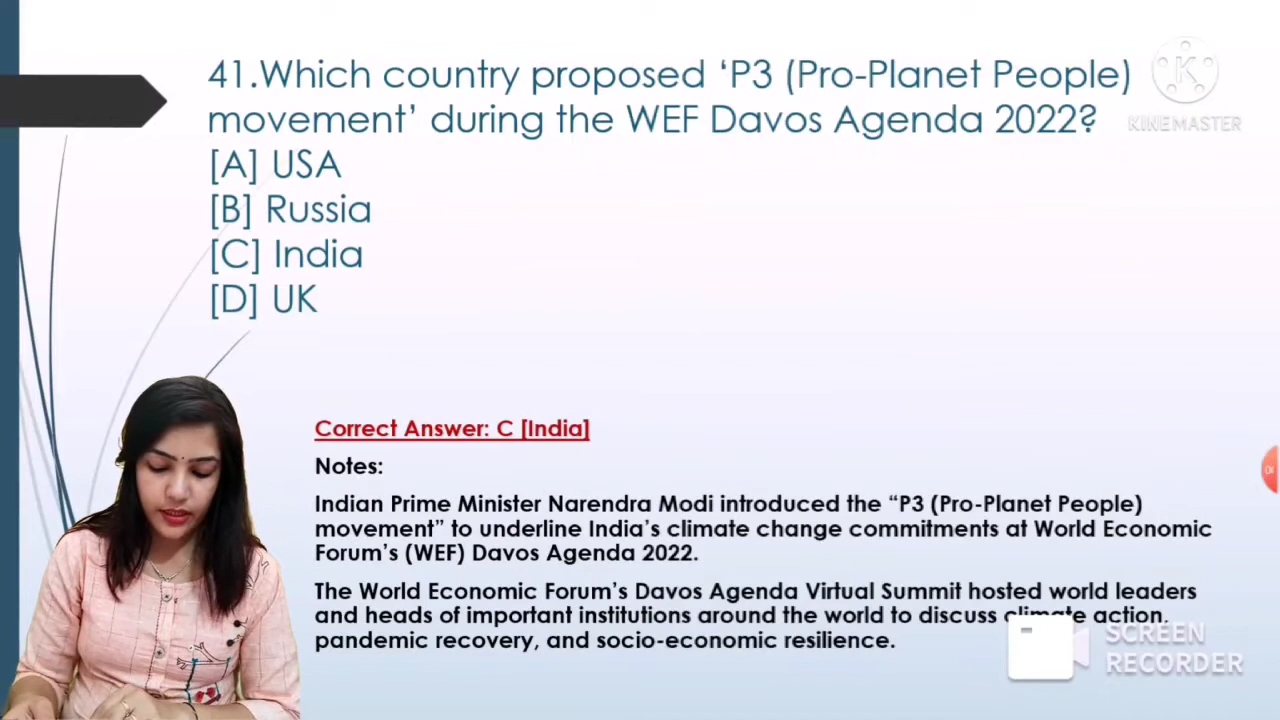 41.Which country proposed ‘P3 (Pro-Planet People)
movement’ during the WEF Davos Agenda 2022?
[A] USA
[B] Russia
[C] India
[D] UK
Correct Answer: C [India]
Notes:
Indian Prime Minister Narendra Modi introduced the “P3 (Pro-Planet People)
movement” to underline India’s climate change commitments at World Economic
Forum’s (WEF) Davos Agenda 2022.
The World Economic Forum’s Davos Agenda Virtual Summit hosted world leaders
and heads of important institutions around the world to discuss climate action,
pandemic recovery, and socio-economic resilience.
K
KINEMASTER
SCREEN
RECORDER